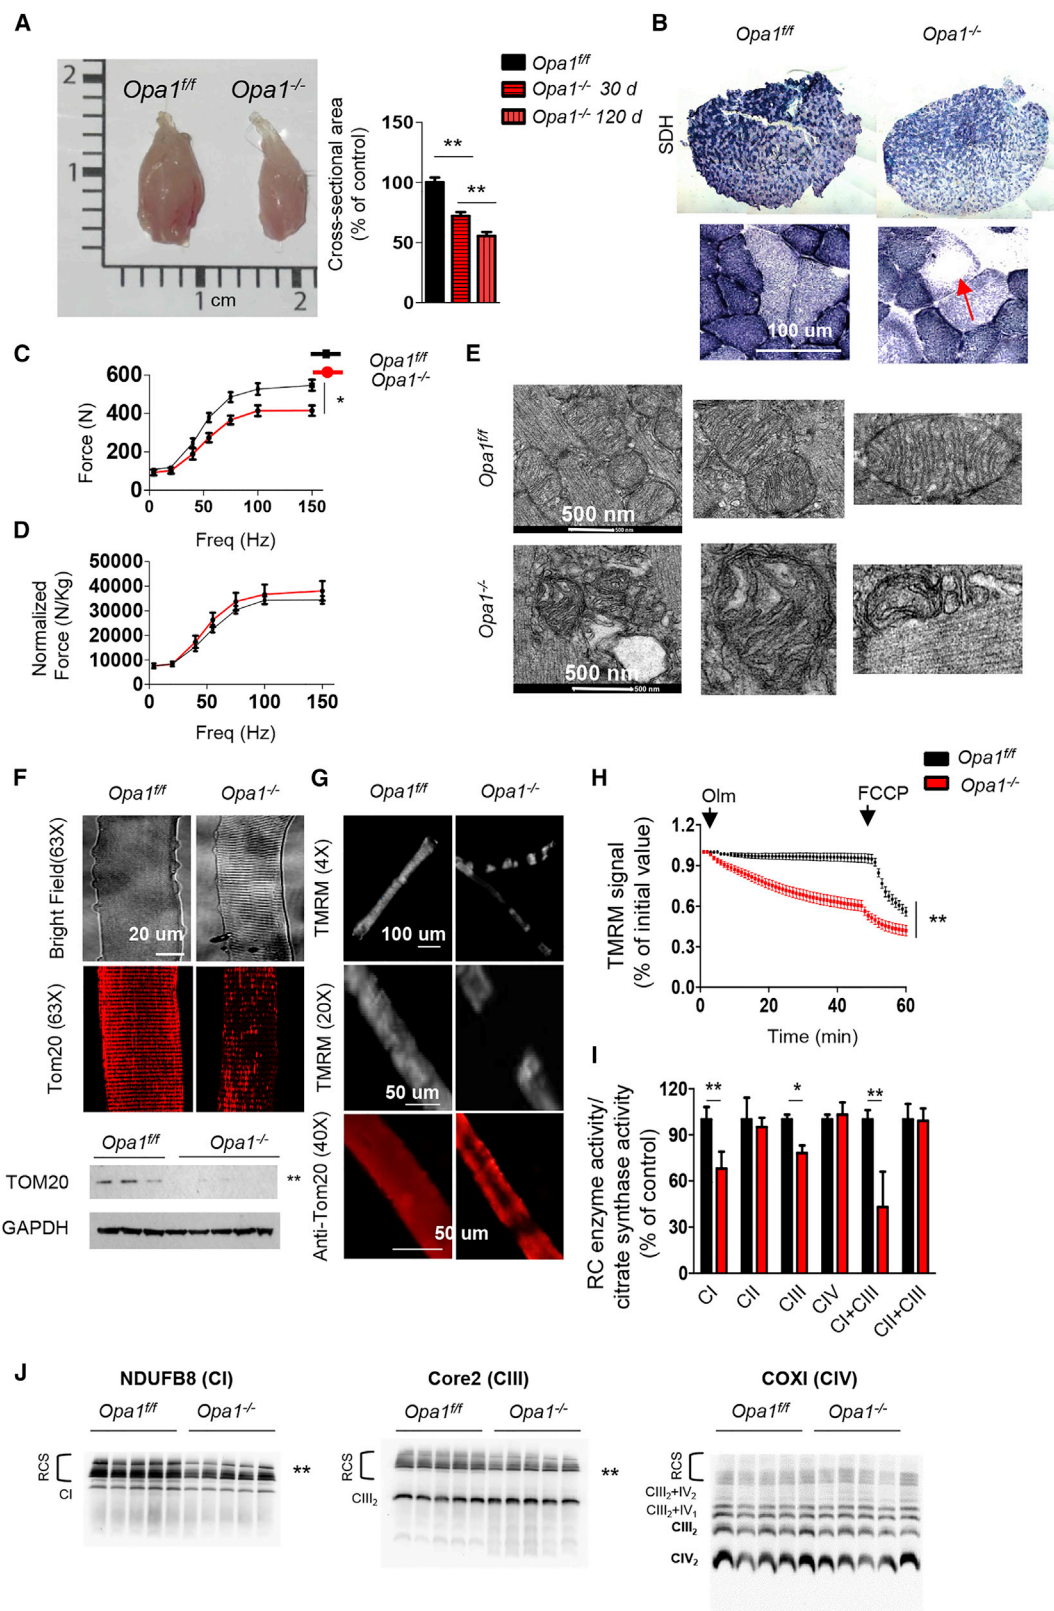 A
Opa1f/f
Opa1-/-
2
1
1 cm
2
Opa1f/f
Opa1-/- 30 d
Opa1-/- 120 d
Cross-sectional area
(% of control)
150
100
50
0
**
**
B
Opa1f/f
Opa1-/-
SDH
100 um
C
Opa1f/f
Opa1-/-
Force (N)
600
400
200
0
*
0 50 100 150
Freq (Hz)
D
Normalized
Force (N/Kg)
50000
40000
30000
20000
10000
0
0 50 100 150
Freq (Hz)
E
Opa1f/f
500 nm
500 nm
Opa1-/-
500 nm
500 nm
F
Opa1f/f
Opa1-/-
Bright Field(63X)
20 um
Tom20 (63X)
Opa1f/f
Opa1-/-
TOM20
**
GAPDH
G
Opa1f/f
Opa1-/-
TMRM (4X)
100 um
TMRM (20X)
50 um
Anti-Tom20 (40X)
50 um
H
Opa1f/f
Opa1-/-
Olm
FCCP
TMRM signal
(% of initial value)
1.2
0.9
0.6
0.3
0.0
**
0 20 40 60
Time (min)
I
RC enzyme activity/
citrate synthase activity
(% of control)
120
90
60
30
0
** * **
CI CII CIII CIV CI+CIII CII+CIII
J
NDUFB8 (CI)
Opa1f/f Opa1-/-
RCS
CI
**
Core2 (CIII)
Opa1f/f Opa1-/-
RCS
CIII2
**
COXI (CIV)
Opa1f/f Opa1-/-
RCS
CIII2+IV2
CIII2+IV1
CIII2
CIV2